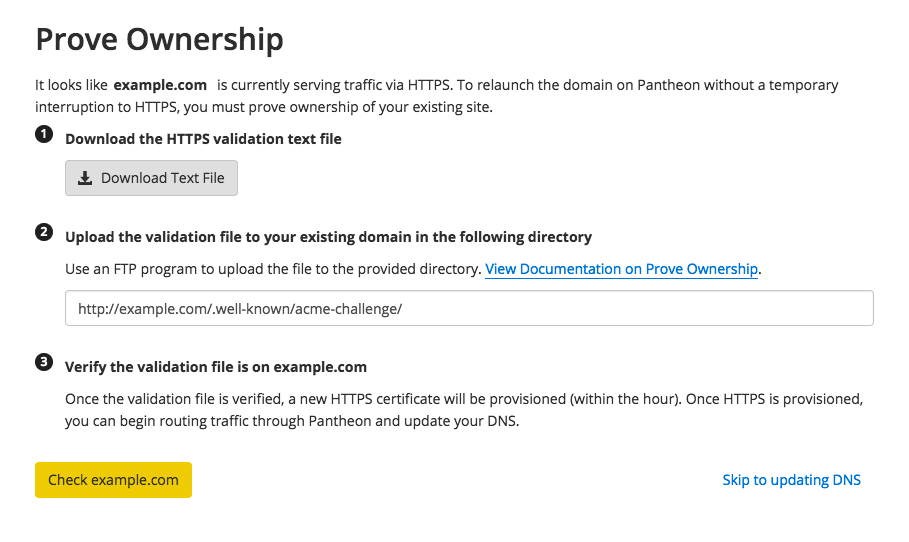 Prove Ownership
It looks like example.com is currently serving traffic via HTTPS. To relaunch the domain on Pantheon without a temporary
interruption to HTTPS, you must prove ownership of your existing site.
1 Download the HTTPS validation text file
Download Text File
2 Upload the validation file to your existing domain in the following directory
Use an FTP program to upload the file to the provided directory. View Documentation on Prove Ownership.
http://example.com/.well-known/acme-challenge/
3 Verify the validation file is on example.com
Once the validation file is verified, a new HTTPS certificate will be provisioned (within the hour). Once HTTPS is provisioned,
you can begin routing traffic through Pantheon and update your DNS.
Check example.com Skip to updating DNS